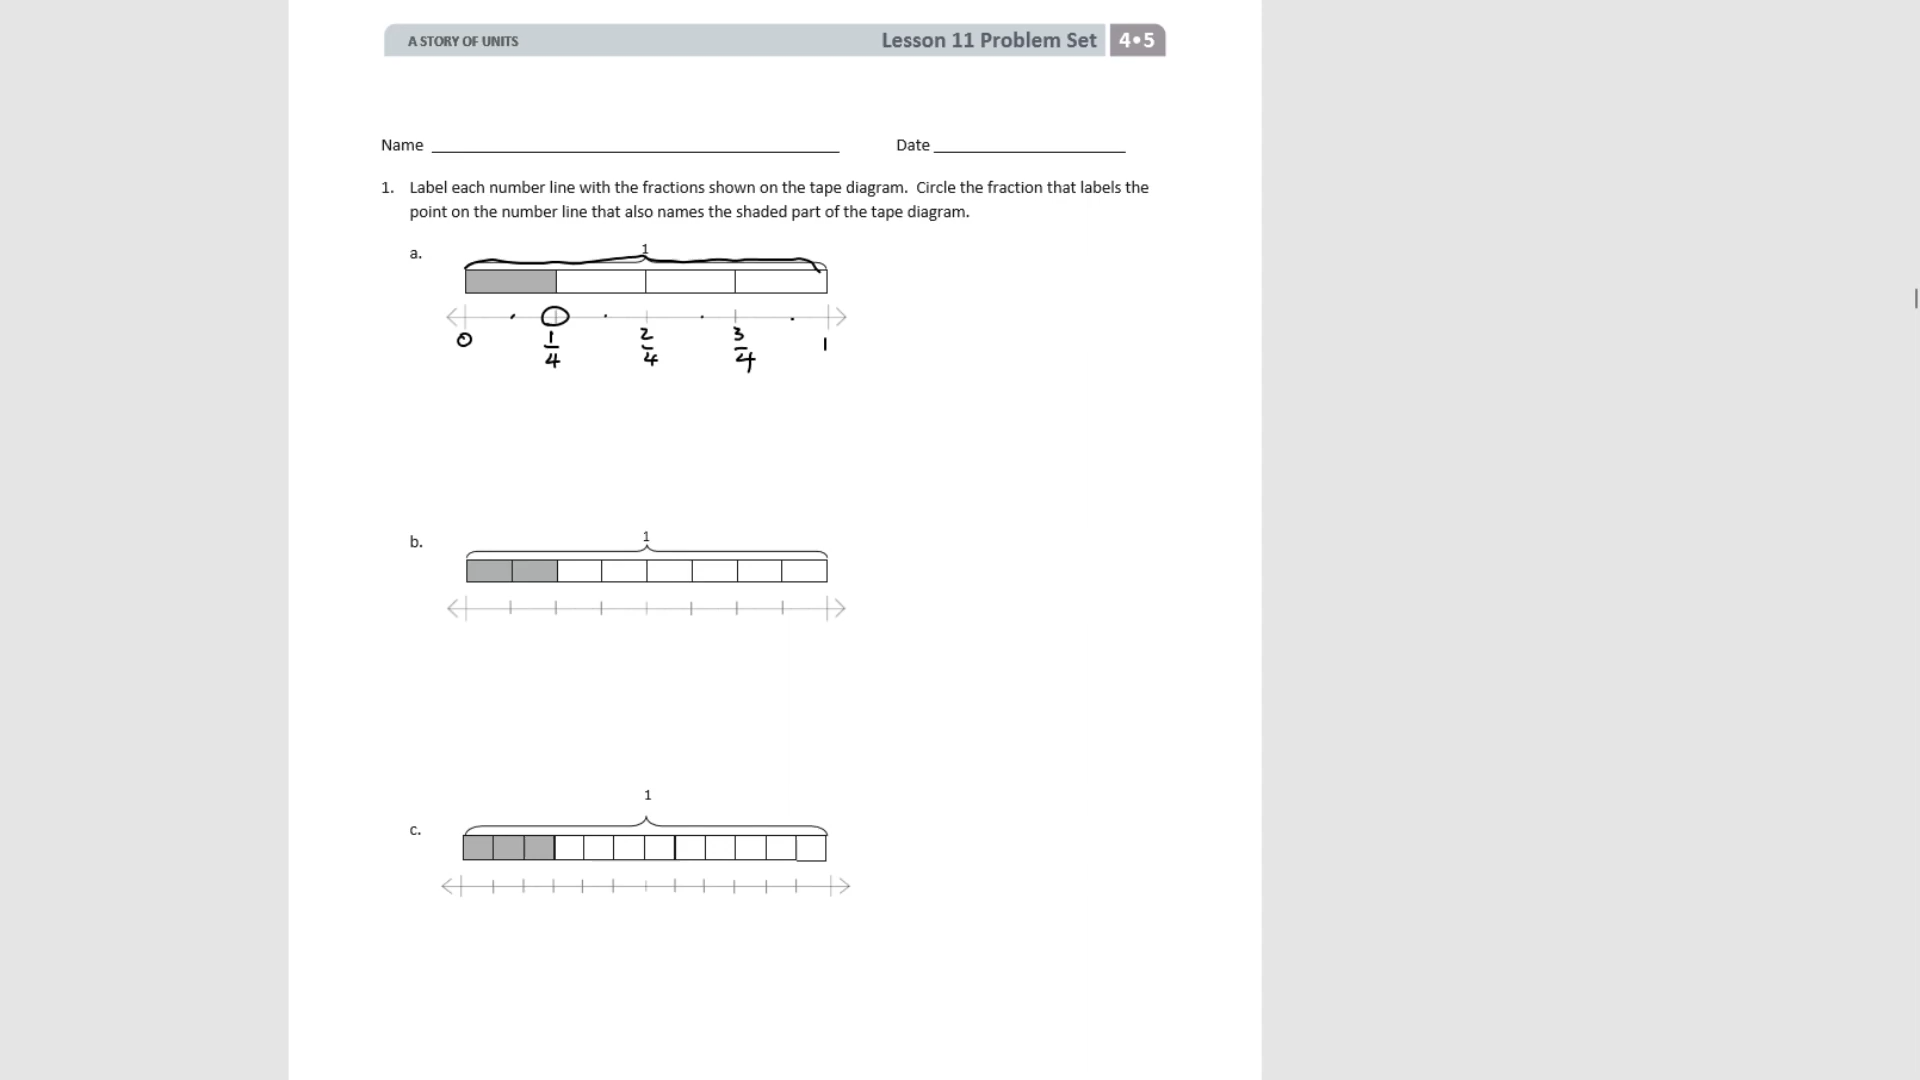 A STORY OF UNITS
Lesson 11 Problem Set 4•5
Name Date
1. Label each number line with the fractions shown on the tape diagram. Circle the fraction that labels the
point on the number line that also names the shaded part of the tape diagram.
a.
1
0 1/4 2/4 3/4 1
b.
1
c.
1